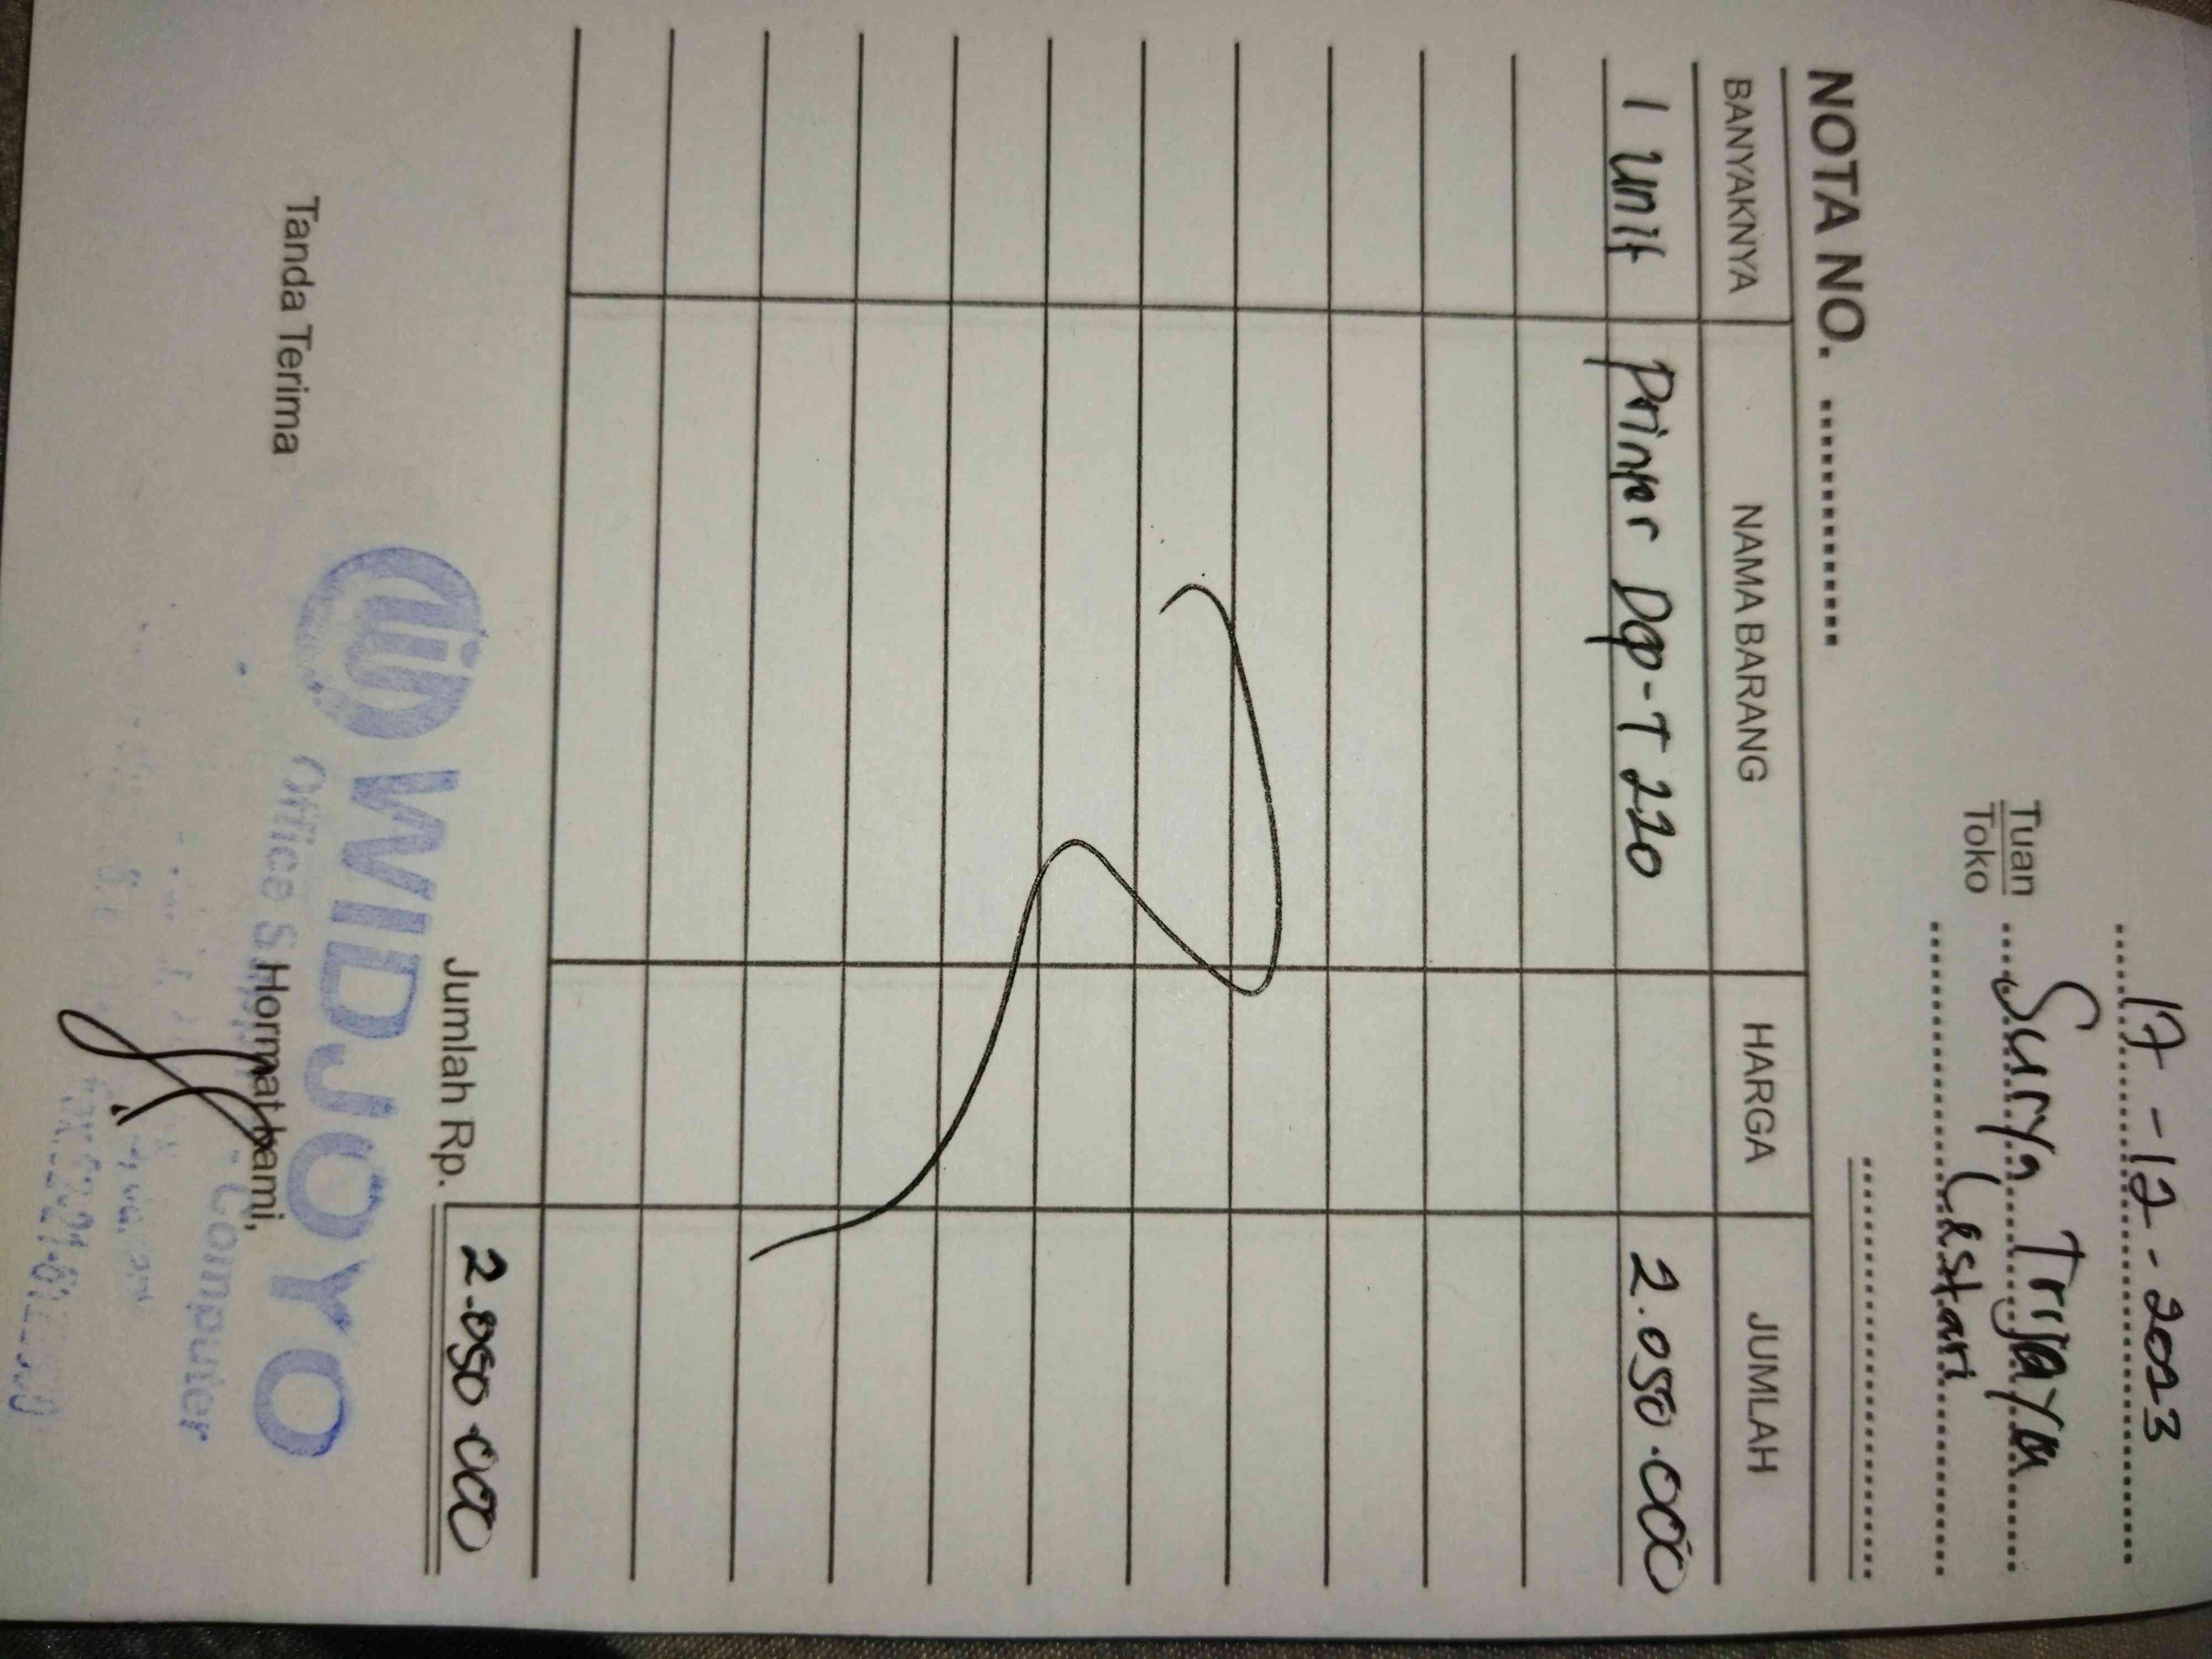 17-12-2023
Tuan Surya Trijaya
Toko Lestari
NOTA NO.
BANYAKNYA NAMA BARANG HARGA JUMLAH
1 Unit Printer Dcp-T220 2.050.000
Jumlah Rp. 2.050.000
Tanda Terima Hormat kami,
WIDJOYO
Office - Computer